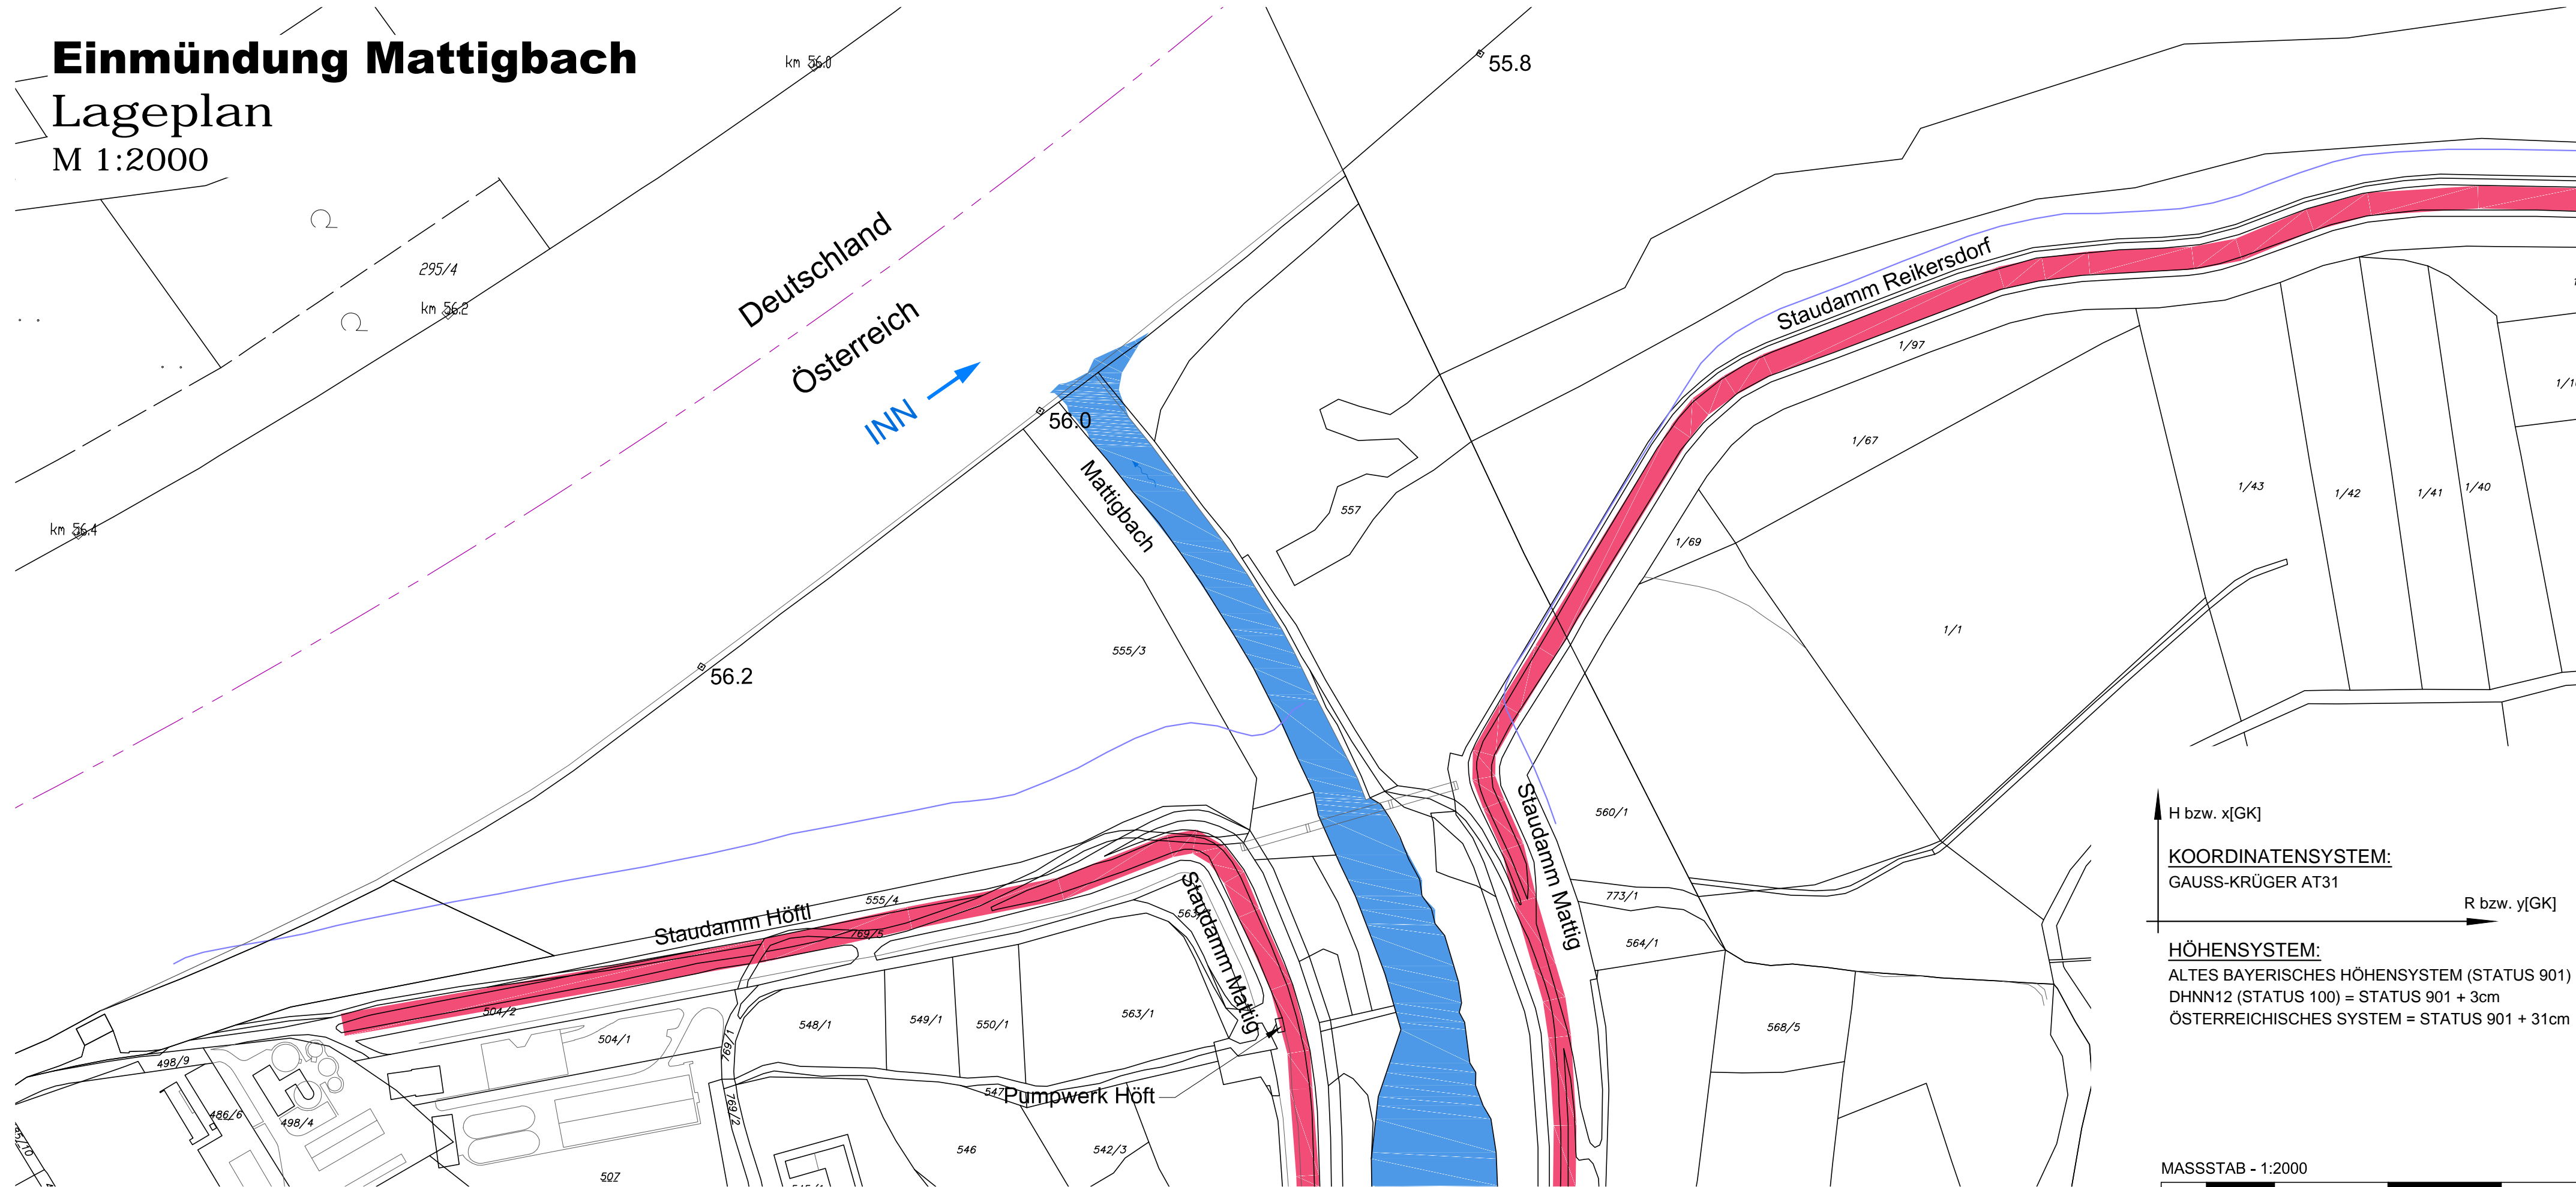 Einmündung Mattigbach
Lageplan
M 1:2000
km 56.0
55.8
295/4
km 56.2
km 56.4
Deutschland
Österreich
INN
56.0
Mattigbach
56.2
555/3
557
Staudamm Reikersdorf
1/97
1/67
1/69
1/1
1/43
1/42
1/41
1/40
560/1
773/1
564/1
568/5
Staudamm Mattig
Staudamm Höftl
555/4
769/5
Staudamm Mattig
504/2
504/1
769/1
769/2
548/1
549/1
550/1
563/1
547
Pumpwerk Höft
546
542/3
498/9
486/6
498/4
507
H bzw. x[GK]
KOORDINATENSYSTEM:
GAUSS-KRÜGER AT31
R bzw. y[GK]
HÖHENSYSTEM:
ALTES BAYERISCHES HÖHENSYSTEM (STATUS 901)
DHNN12 (STATUS 100) = STATUS 901 + 3cm
ÖSTERREICHISCHES SYSTEM = STATUS 901 + 31cm
MASSSTAB - 1:2000